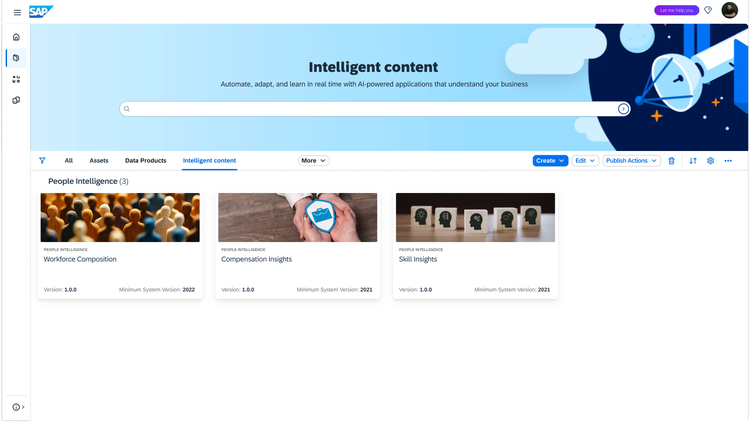 SAP
Let me help you
Intelligent content
Automate, adapt, and learn in real time with AI-powered applications that understand your business
All Assets Data Products Intelligent content More Create Edit Publish Actions
People Intelligence (3)
PEOPLE INTELLIGENCE
Workforce Composition
Version: 1.0.0 Minimum System Version: 2022
PEOPLE INTELLIGENCE
Compensation Insights
Version: 1.0.0 Minimum System Version: 2021
PEOPLE INTELLIGENCE
Skill Insights
Version: 1.0.0 Minimum System Version: 2021